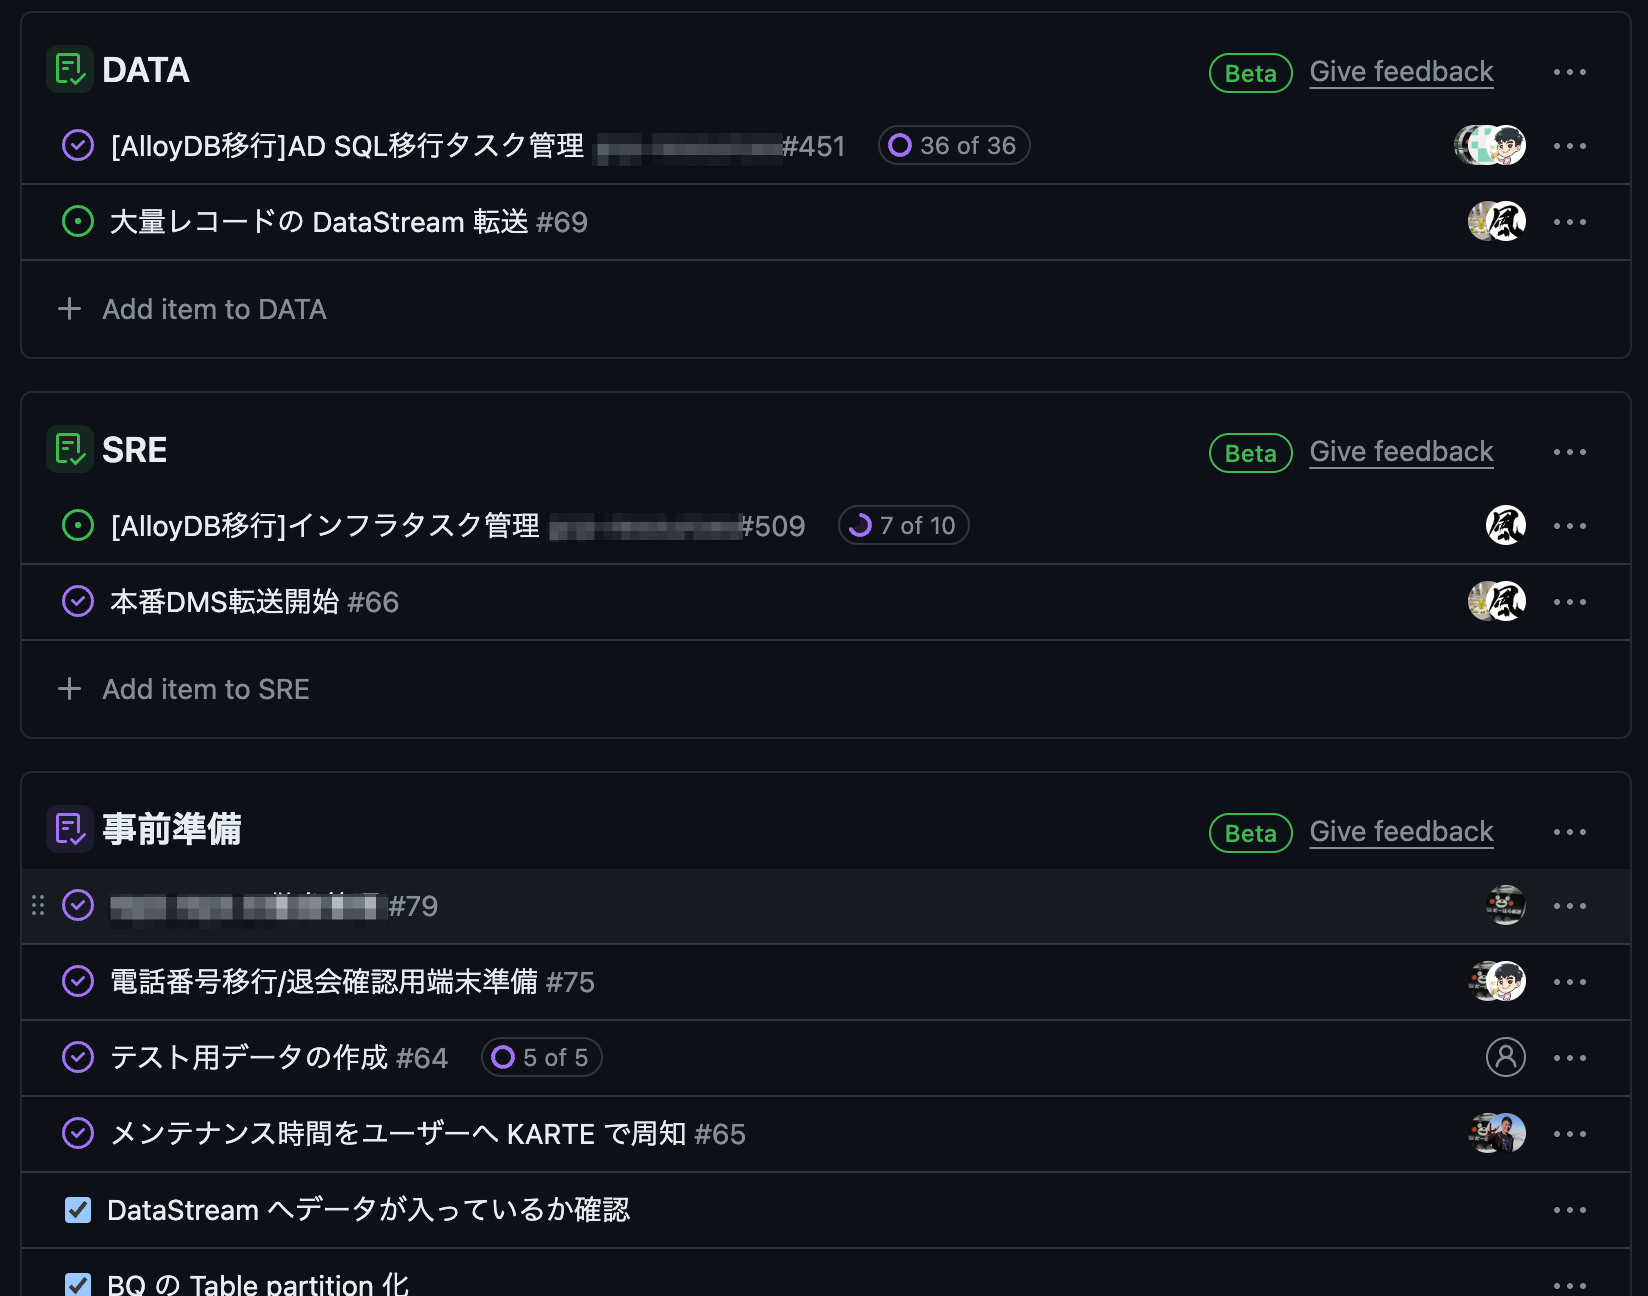 DATA
Beta Give feedback
[AlloyDB移行]AD SQL移行タスク管理 #451 36 of 36
大量レコードの DataStream 転送 #69
Add item to DATA
SRE
Beta Give feedback
[AlloyDB移行]インフラタスク管理 #509 7 of 10
本番DMS転送開始 #66
Add item to SRE
事前準備
Beta Give feedback
#79
電話番号移行/退会確認用端末準備 #75
テスト用データの作成 #64 5 of 5
メンテナンス時間をユーザーへ KARTE で周知 #65
DataStream へデータが入っているか確認
BQ の Table partition 化